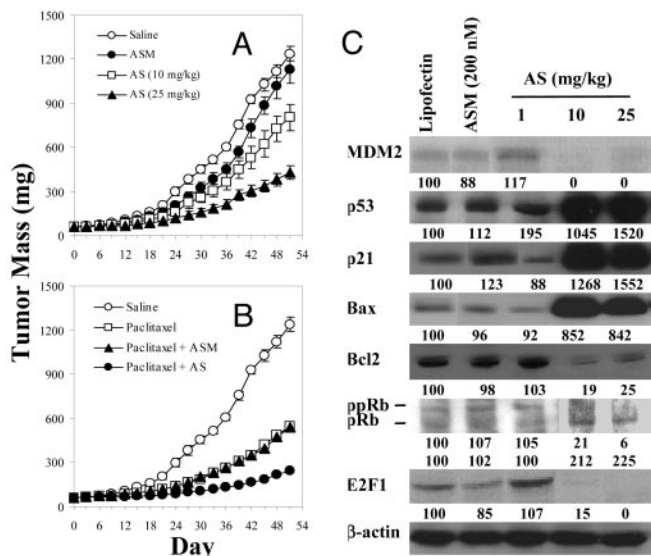 A
Saline
ASM
AS (10 mg/kg)
AS (25 mg/kg)
1500
1200
900
600
300
0
0 6 12 18 24 30 36 42 48 54
B
Saline
Paclitaxel
Paclitaxel + ASM
Paclitaxel + AS
1500
1200
900
600
300
0
0 6 12 18 24 30 36 42 48 54
Tumor Mass (mg)
Day
C
Lipofectin
ASM (200 nM)
AS (mg/kg)
1 10 25
MDM2
100 88 117 0 0
p53
100 112 195 1045 1520
p21
100 123 88 1268 1552
Bax
100 96 92 852 842
Bcl2
100 98 103 19 25
ppRb
pRb
100 107 105 21 6
100 102 100 212 225
E2F1
100 85 107 15 0
β-actin